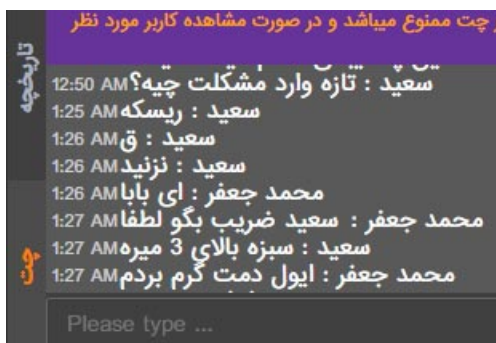 ر چت ممنوع میباشد و در صورت مشاهده کاربر مورد نظر
تاریخچه
سعید : تازه وارد مشکلت چیه؟ 12:50 AM
سعید : ریسکه 1:25 AM
سعید : ق 1:26 AM
سعید : نزنید 1:26 AM
محمد جعفر : ای بابا 1:26 AM
محمد جعفر : سعید ضریب بگو لطفا 1:27 AM
سعید : سبزه بالای 3 میره 1:27 AM
محمد جعفر : ایول دمت گرم بردم 1:27 AM
چت
Please type ...